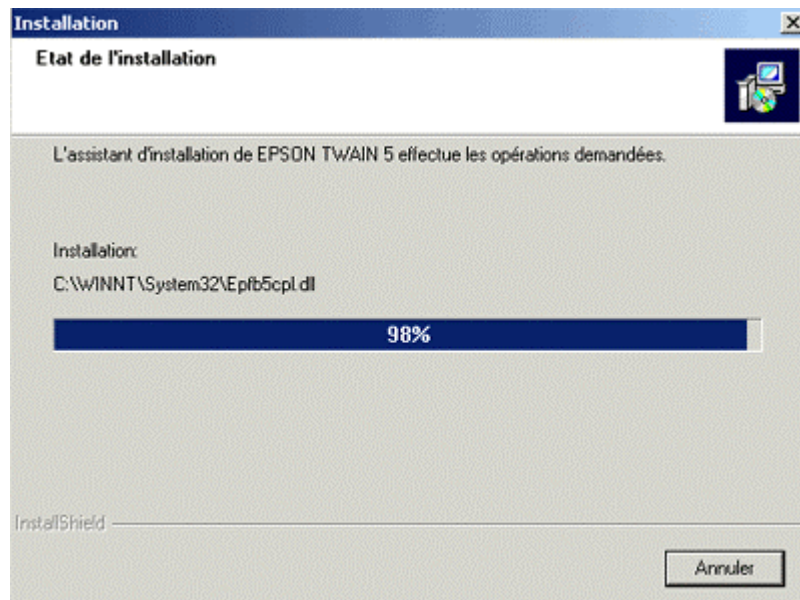 Installation
Etat de l'installation
L'assistant d'installation de EPSON TWAIN 5 effectue les opérations demandées.
Installation:
C:\WINNT\System32\Epfb5cpl.dll
98%
InstallShield
Annuler